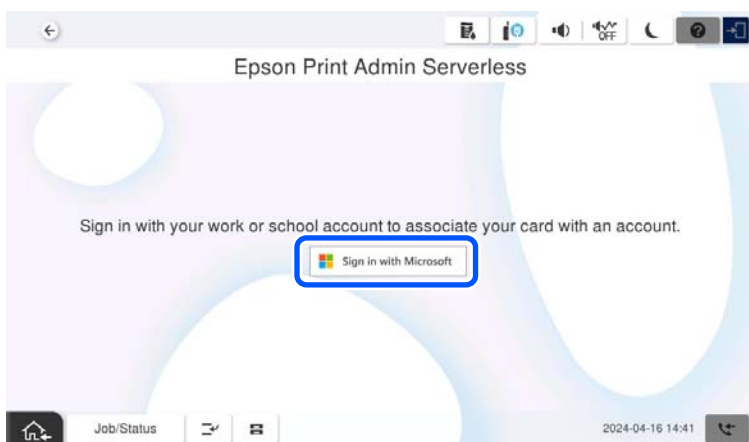 OFF
Epson Print Admin Serverless
Sign in with your work or school account to associate your card with an account.
Sign in with Microsoft
Job/Status
2024-04-16 14:41